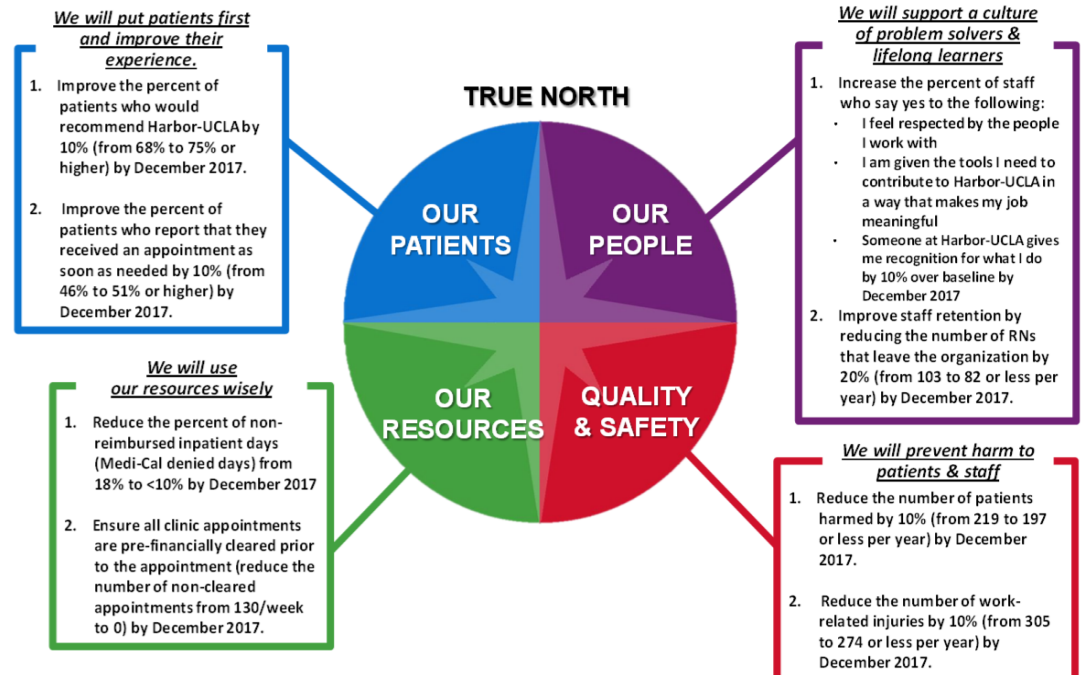 We will put patients first
and improve their
experience.
1. Improve the percent of
patients who would
recommend Harbor-UCLA by
10% (from 68% to 75% or
higher) by December 2017.
2. Improve the percent of
patients who report that they
received an appointment as
soon as needed by 10% (from
46% to 51% or higher) by
December 2017.
TRUE NORTH
OUR
PATIENTS
OUR
PEOPLE
OUR
RESOURCES
QUALITY
& SAFETY
We will support a culture
of problem solvers &
lifelong learners
1. Increase the percent of staff
who say yes to the following:
· I feel respected by the people
I work with
· I am given the tools I need to
contribute to Harbor-UCLA in
a way that makes my job
meaningful
· Someone at Harbor-UCLA gives
me recognition for what I do
by 10% over baseline by
December 2017
2. Improve staff retention by
reducing the number of RNs
that leave the organization by
20% (from 103 to 82 or less per
year) by December 2017.
We will use
our resources wisely
1. Reduce the percent of non-
reimbursed inpatient days
(Medi-Cal denied days) from
18% to <10% by December 2017
2. Ensure all clinic appointments
are pre-financially cleared prior
to the appointment (reduce the
number of non-cleared
appointments from 130/week
to 0) by December 2017.
We will prevent harm to
patients & staff
1. Reduce the number of patients
harmed by 10% (from 219 to 197
or less per year) by December
2017.
2. Reduce the number of work-
related injuries by 10% (from 305
to 274 or less per year) by
December 2017.